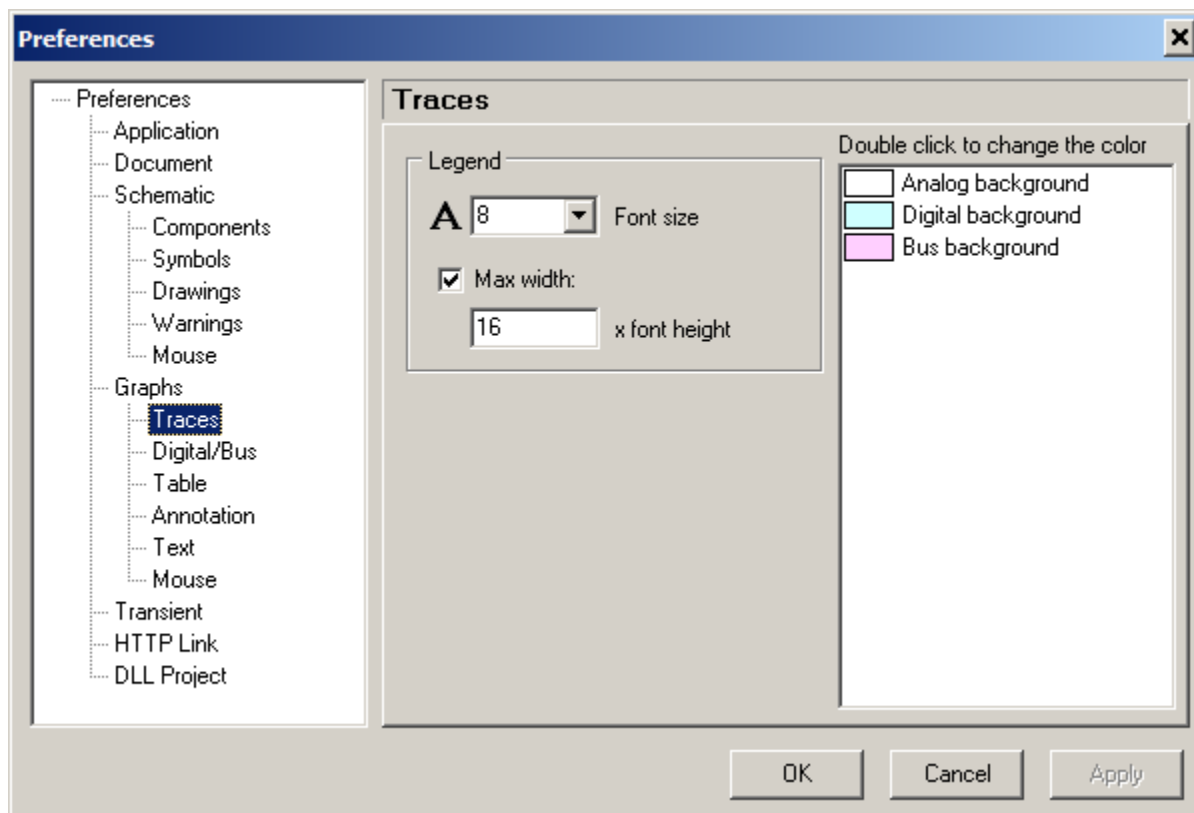 Preferences
Preferences
Application
Document
Schematic
Components
Symbols
Drawings
Warnings
Mouse
Graphs
Traces
Digital/Bus
Table
Annotation
Text
Mouse
Transient
HTTP Link
DLL Project
Traces
Legend
A 8 Font size
Max width:
16 x font height
Double click to change the color
Analog background
Digital background
Bus background
OK Cancel Apply